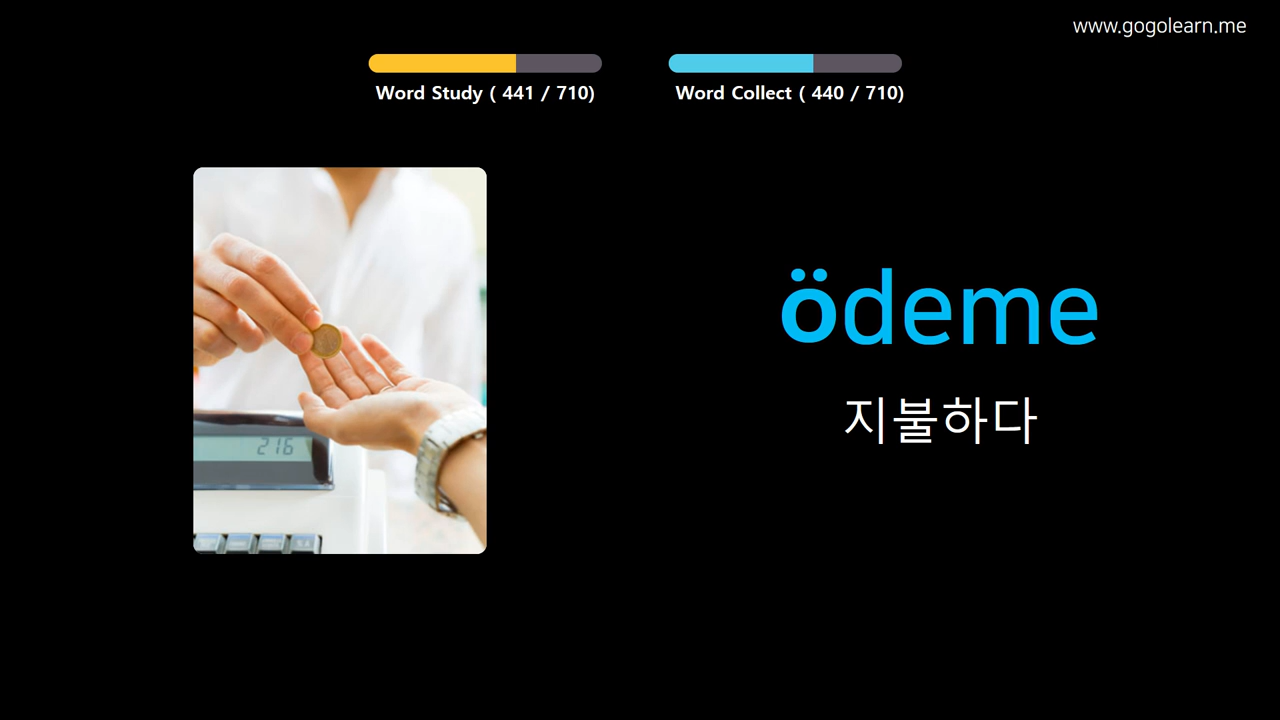 www.gogolearn.me
Word Study ( 441 / 710)
Word Collect ( 440 / 710)
216
ödeme
지불하다